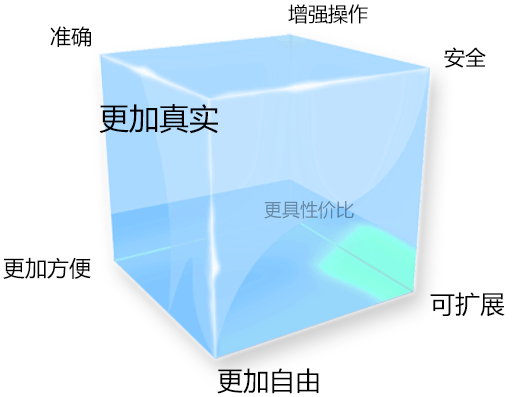 增强操作
准确
安全
更加真实
更具性价比
更加方便
可扩展
更加自由